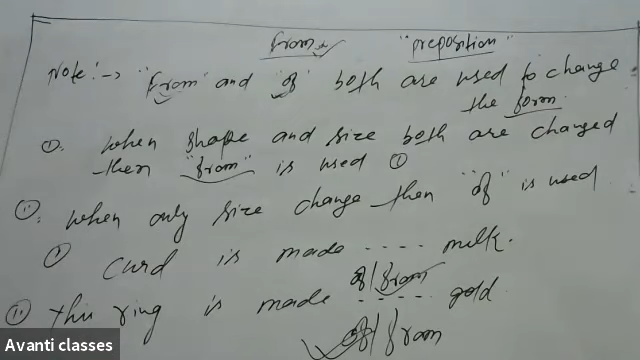 from "preposition"
Note :-> "from" and "of" both are used to change
the form.
(i). when shape and size both are changed
then "from" is used (i)
(ii). when only size change then "of" is used
(i) Curd is made .... milk.
of/from
(ii) this ring is made ..... gold.
of/from
Avanti classes